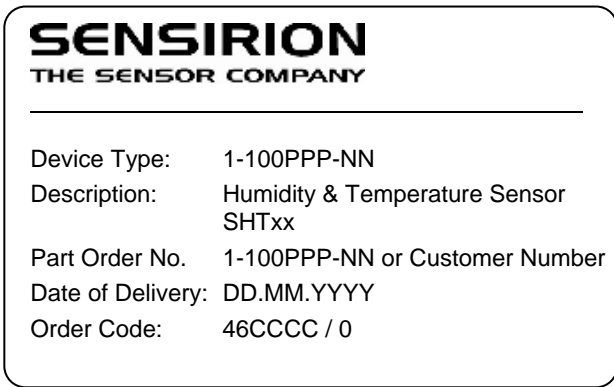 SENSIRION
THE SENSOR COMPANY
Device Type: 1-100PPP-NN
Description: Humidity & Temperature Sensor
SHTxx
Part Order No. 1-100PPP-NN or Customer Number
Date of Delivery: DD.MM.YYYY
Order Code: 46CCCC / 0